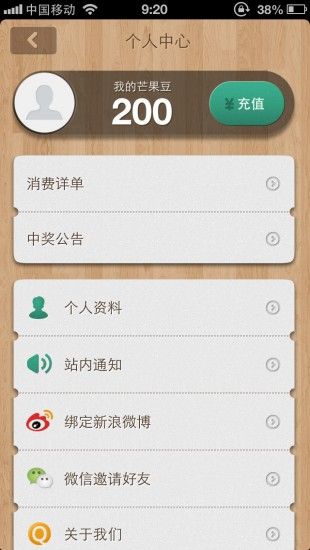 中国移动 9:20 38%
个人中心
我的芒果豆
200
¥充值
消费详单
中奖公告
个人资料
站内通知
绑定新浪微博
微信邀请好友
关于我们